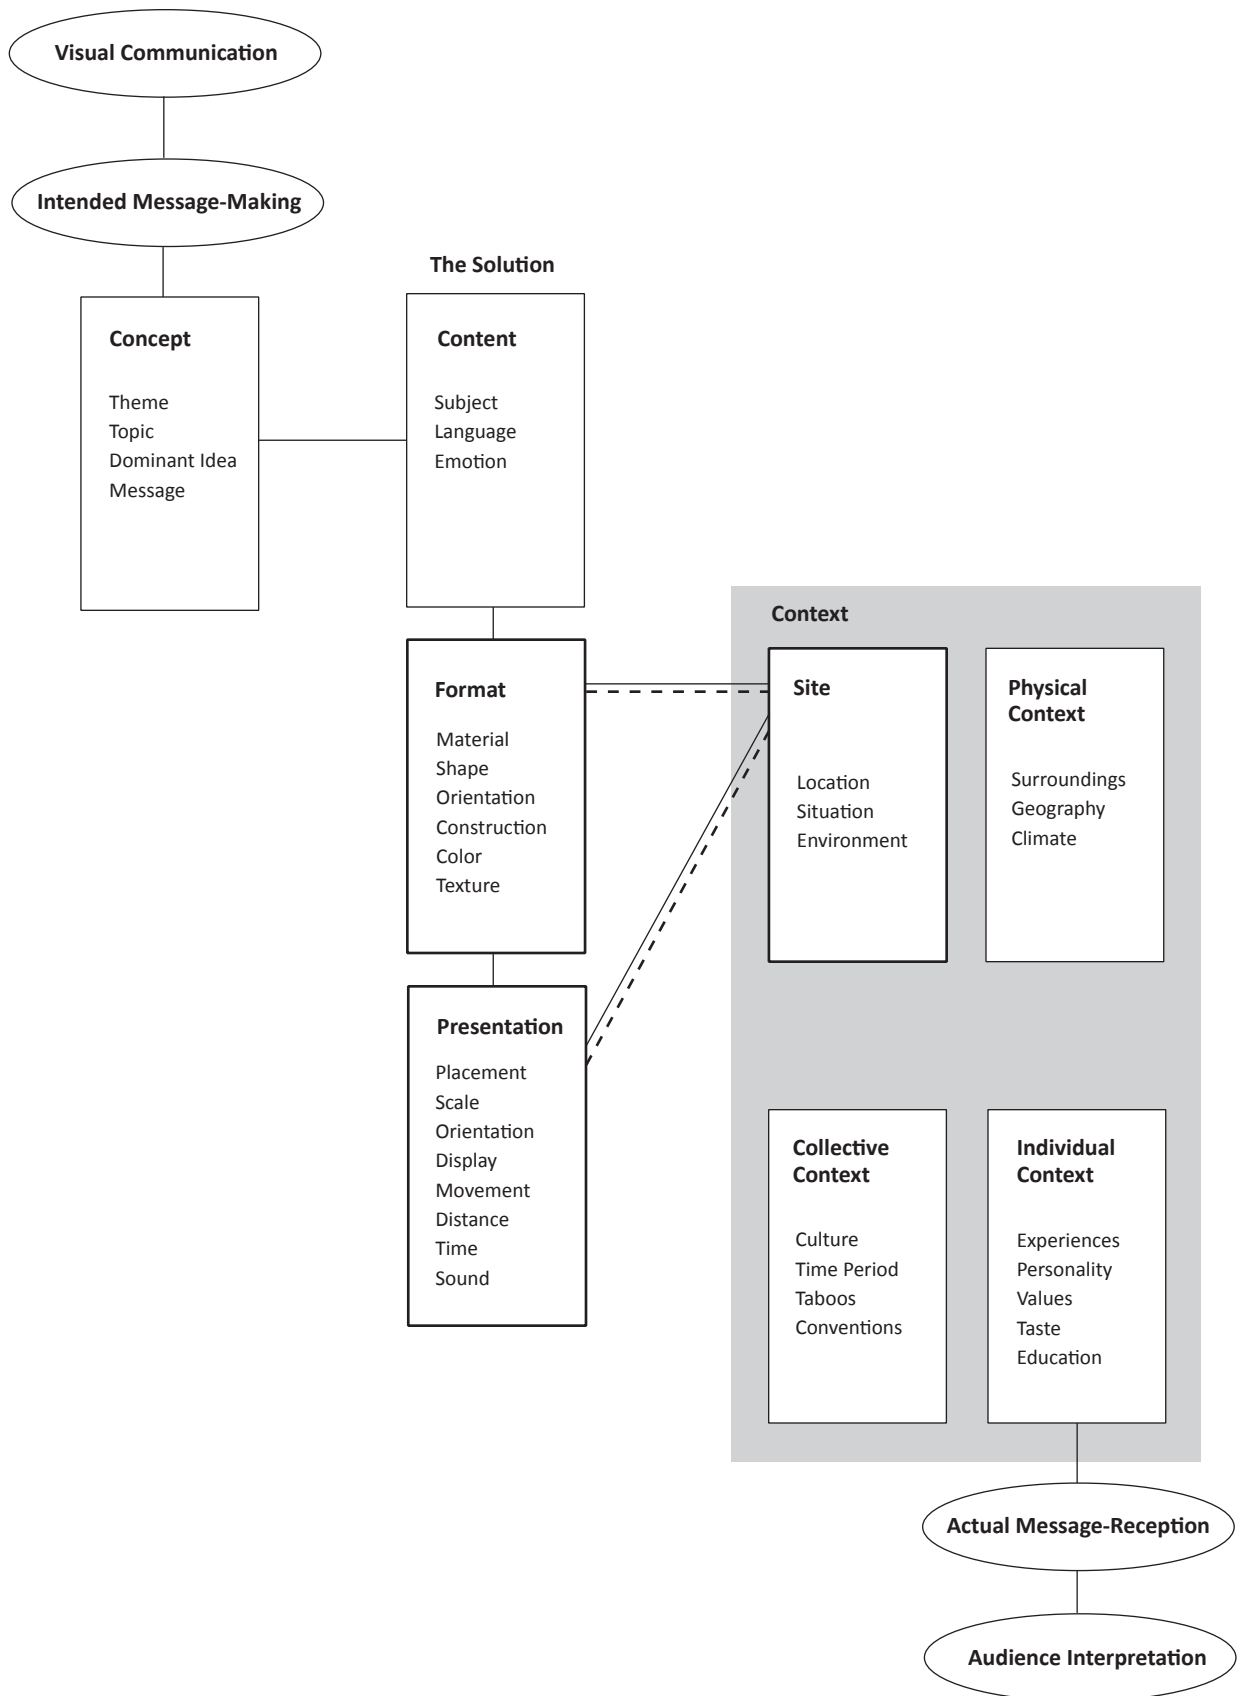 Visual Communication
Intended Message-Making
Concept
Theme
Topic
Dominant Idea
Message
The Solution
Content
Subject
Language
Emotion
Format
Material
Shape
Orientation
Construction
Color
Texture
Presentation
Placement
Scale
Orientation
Display
Movement
Distance
Time
Sound
Context
Site
Location
Situation
Environment
Physical
Context
Surroundings
Geography
Climate
Collective
Context
Culture
Time Period
Taboos
Conventions
Individual
Context
Experiences
Personality
Values
Taste
Education
Actual Message-Reception
Audience Interpretation